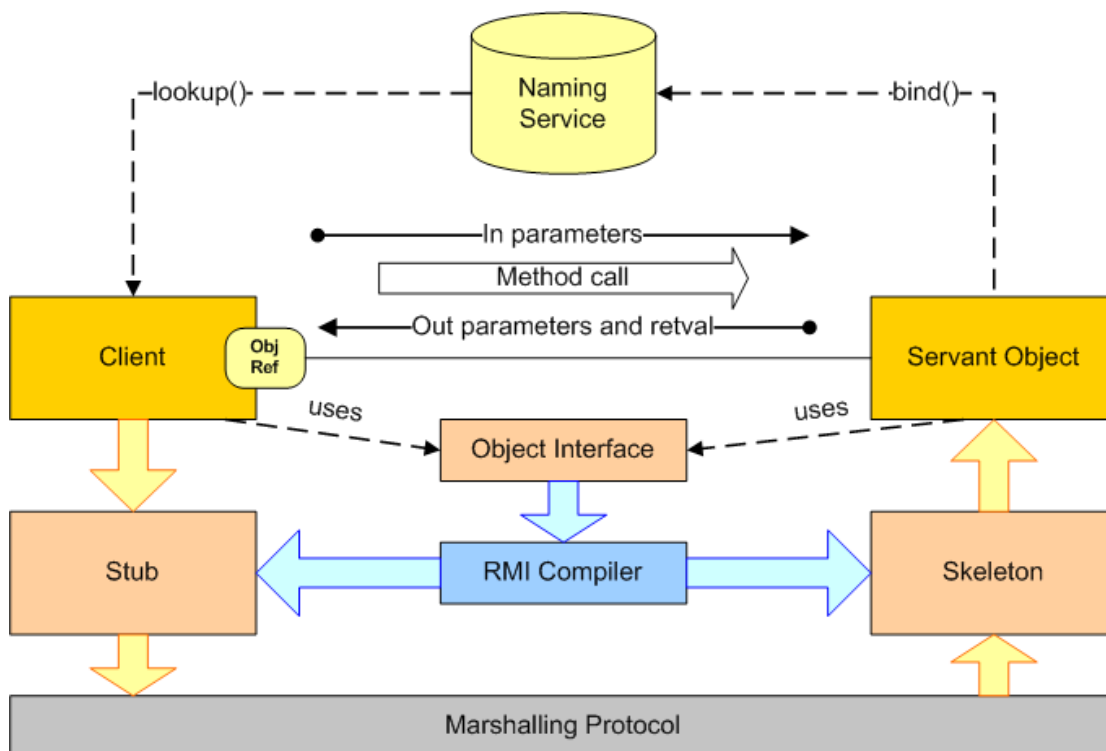 lookup()
Naming
Service
bind()
In parameters
Method call
Out parameters and retval
Client
Obj
Ref
Servant Object
uses
uses
Object Interface
Stub
RMI Compiler
Skeleton
Marshalling Protocol